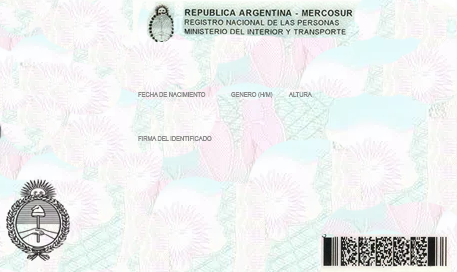 REPUBLICA ARGENTINA - MERCOSUR
REGISTRO NACIONAL DE LAS PERSONAS
MINISTERIO DEL INTERIOR Y TRANSPORTE
FECHA DE NACIMIENTO GENERO (H/M) ALTURA
FIRMA DEL IDENTIFICADO